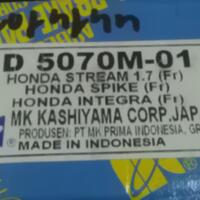 D 5070M-01
HONDA STREAM 1.7 (Fr)
HONDA SPIKE (Fr)
HONDA INTEGRA (Fr)
MK KASHIYAMA CORP.JAP
PRODUSEN: PT MK PRIMA INDONESIA, GR
MADE IN INDONESIA